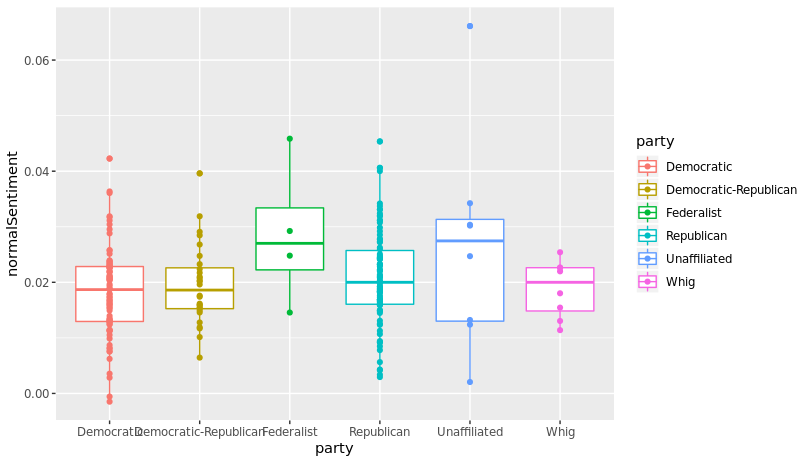 0.06
0.04
0.02
0.00
normalSentiment
Democratic
Democratic-Republican
Federalist
Republican
Unaffiliated
Whig
party
party
Democratic
Democratic-Republican
Federalist
Republican
Unaffiliated
Whig